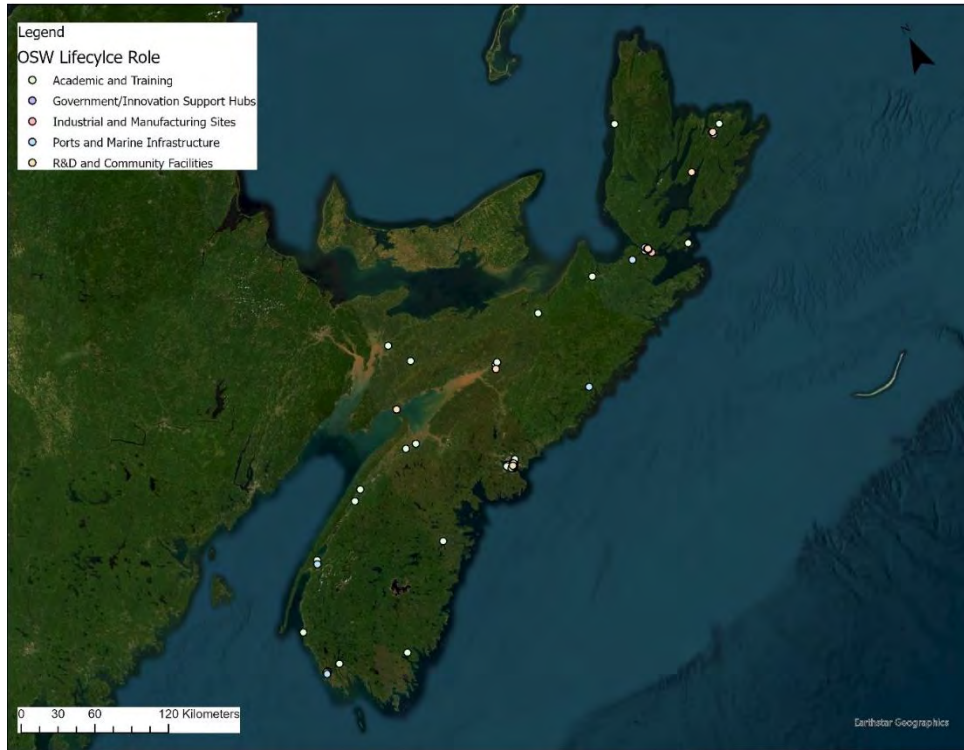 Legend
OSW Lifecylce Role
Academic and Training
Government/Innovation Support Hubs
Industrial and Manufacturing Sites
Ports and Marine Infrastructure
R&D and Community Facilities
N
0 30 60 120 Kilometers
Earthstar Geographics